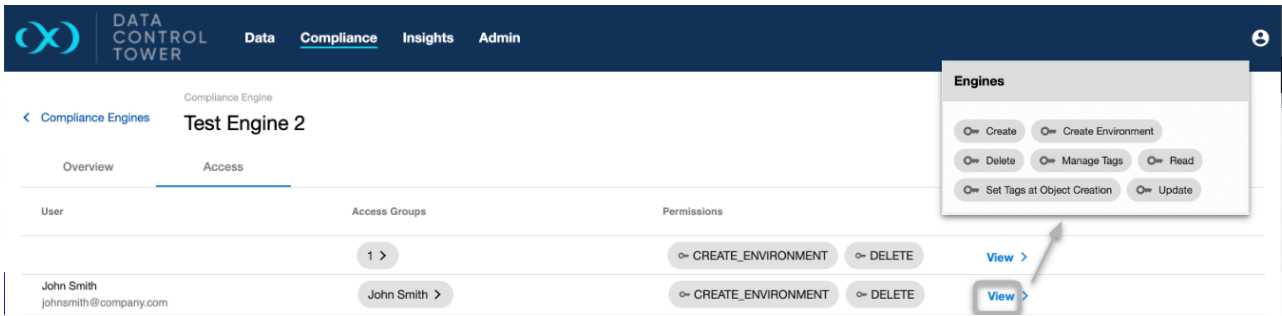 DATA
CONTROL
TOWER
Data Compliance Insights Admin
Compliance Engines
Compliance Engine
Test Engine 2
Overview Access
User Access Groups Permissions
1 CREATE_ENVIRONMENT DELETE View
John Smith
johnsmith@company.com
John Smith CREATE_ENVIRONMENT DELETE View
Engines
Create Create Environment
Delete Manage Tags Read
Set Tags at Object Creation Update